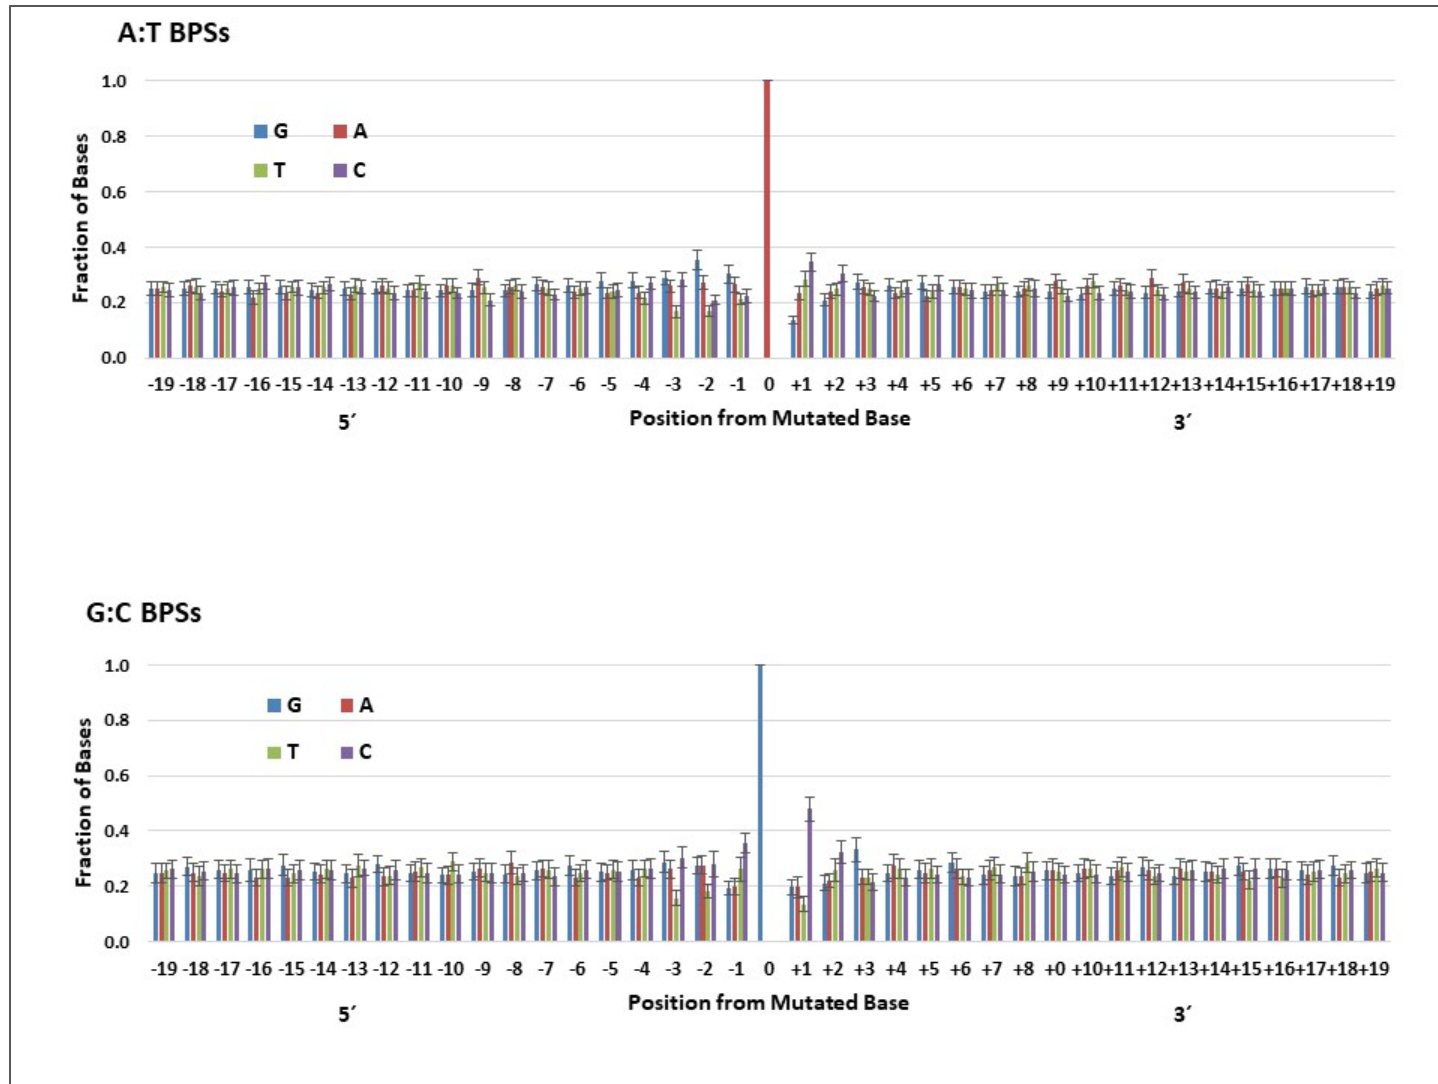 A:T BPSs
1.0
0.8
0.6
0.4
0.2
0.0
Fraction of Bases
G A
T C
-19 -18 -17 -16 -15 -14 -13 -12 -11 -10 -9 -8 -7 -6 -5 -4 -3 -2 -1 0 +1 +2 +3 +4 +5 +6 +7 +8 +9 +10 +11 +12 +13 +14 +15 +16 +17 +18 +19
5′ Position from Mutated Base 3′
G:C BPSs
1.0
0.8
0.6
0.4
0.2
0.0
Fraction of Bases
G A
T C
-19 -18 -17 -16 -15 -14 -13 -12 -11 -10 -9 -8 -7 -6 -5 -4 -3 -2 -1 0 +1 +2 +3 +4 +5 +6 +7 +8 +0 +10 +11 +12 +13 +14 +15 +16 +17 +18 +19
Position from Mutated Base
5′ 3′